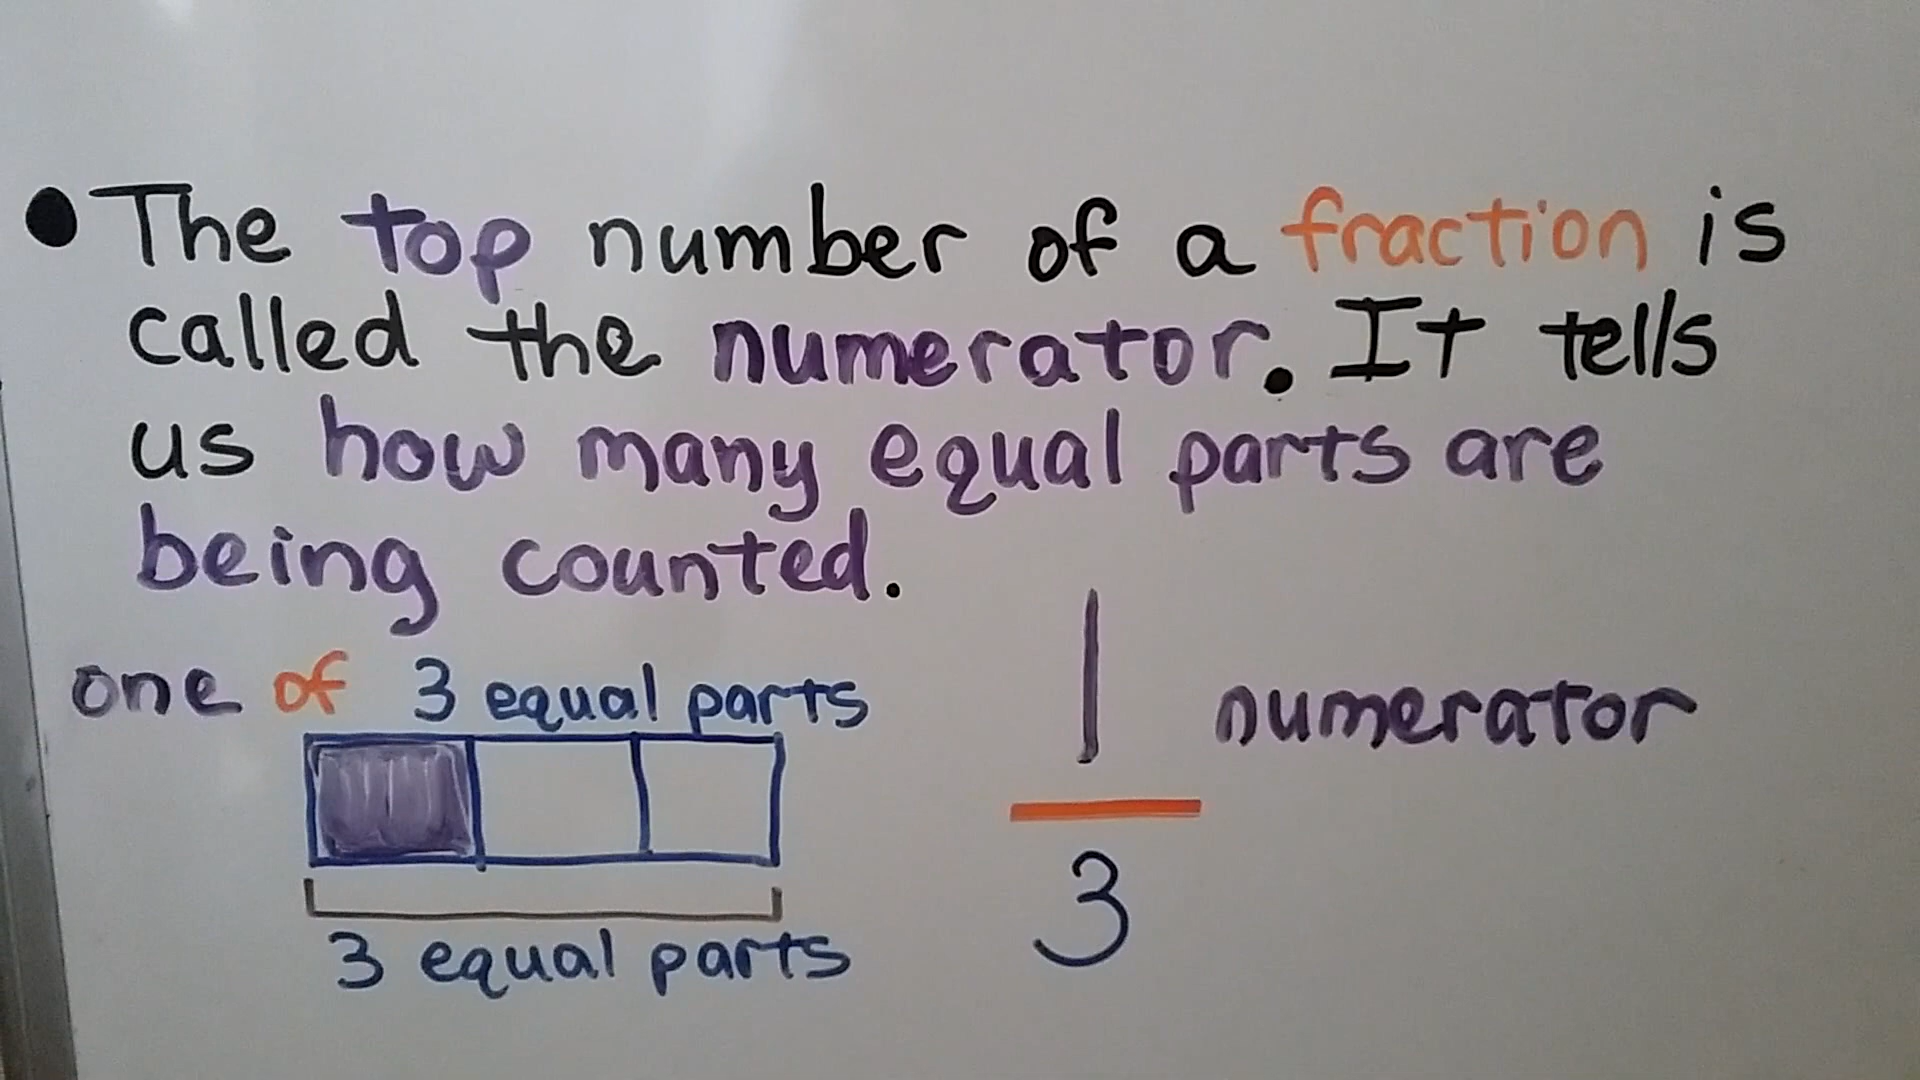 • The top number of a fraction is
called the numerator. It tells
us how many equal parts are
being counted.
one of 3 equal parts
3 equal parts
1 numerator
3